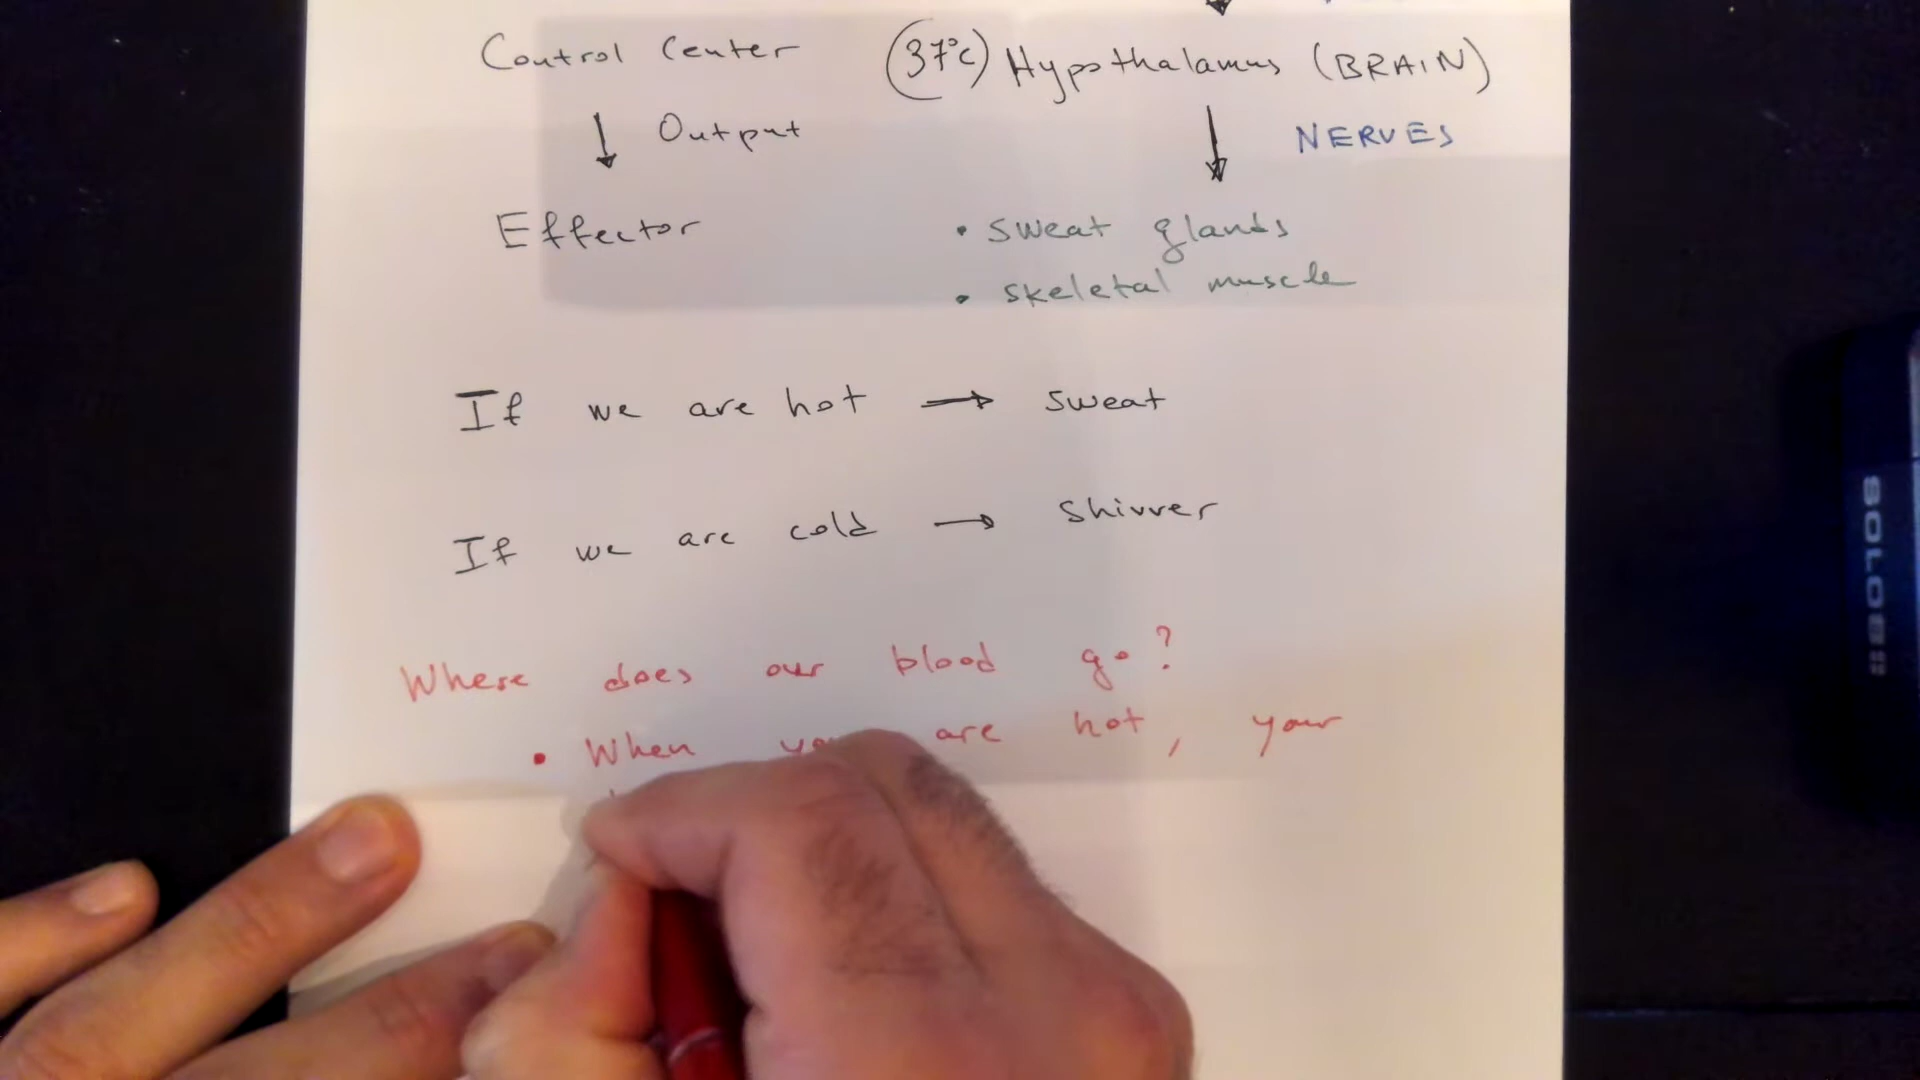 Control Center (37°C) Hypothalamus (BRAIN)
Output NERVES
Effector • sweat glands
• skeletal muscle
If we are hot → sweat
If we are cold → shivver
Where does our blood go?
• When are hot, your